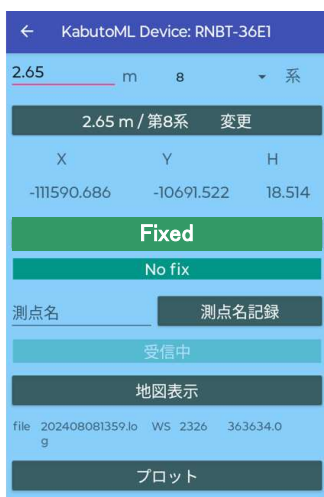 ← KabutoML Device: RNBT-36E1
2.65 m 8 系
2.65 m / 第8系 変更
X Y H
-111590.686 -10691.522 18.514
Fixed
No fix
測点名 測点名記録
受信中
地図表示
file 202408081359.lo WS 2326 363634.0
g
プロット